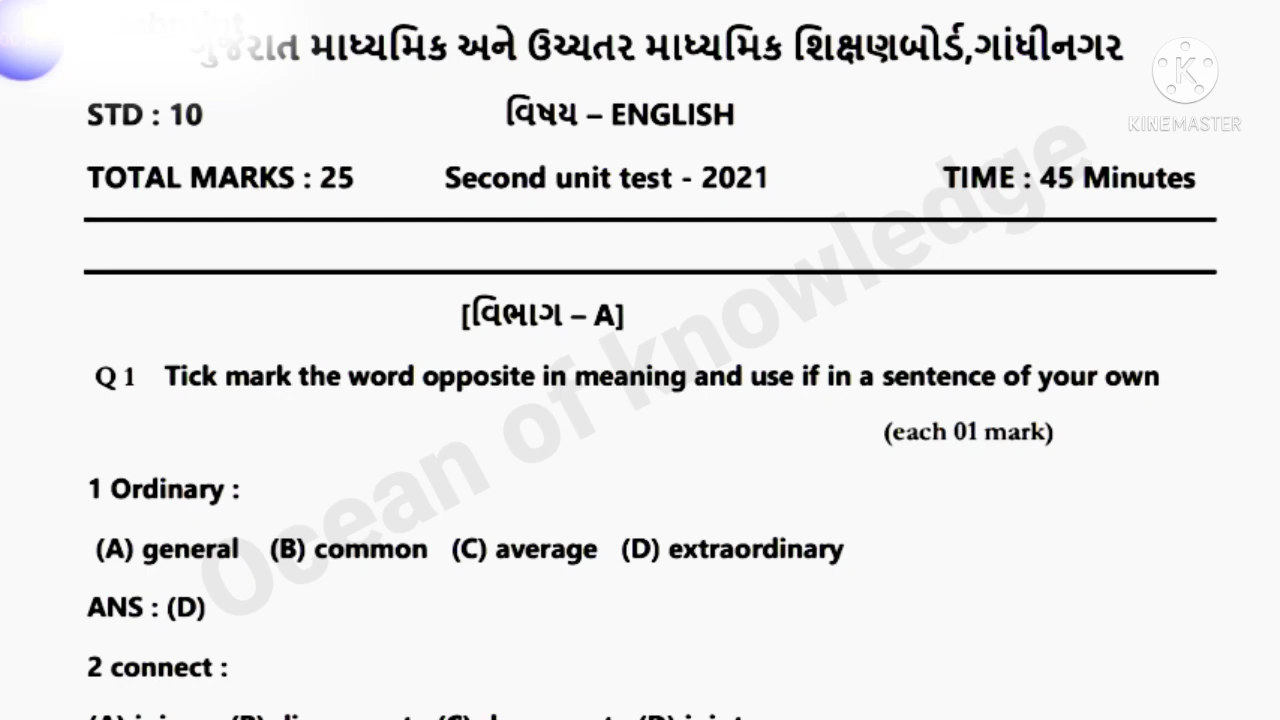 ગુજરાત માધ્યમિક અને ઉચ્ચતર માધ્યમિક શિક્ષણબોર્ડ,ગાંધીનગર
KINEMASTER
STD : 10 વિષય – ENGLISH
TOTAL MARKS : 25 Second unit test - 2021 TIME : 45 Minutes
[વિભાગ – A]
Q 1 Tick mark the word opposite in meaning and use if in a sentence of your own
(each 01 mark)
1 Ordinary :
(A) general (B) common (C) average (D) extraordinary
ANS : (D)
2 connect :
Ocean of knowledge